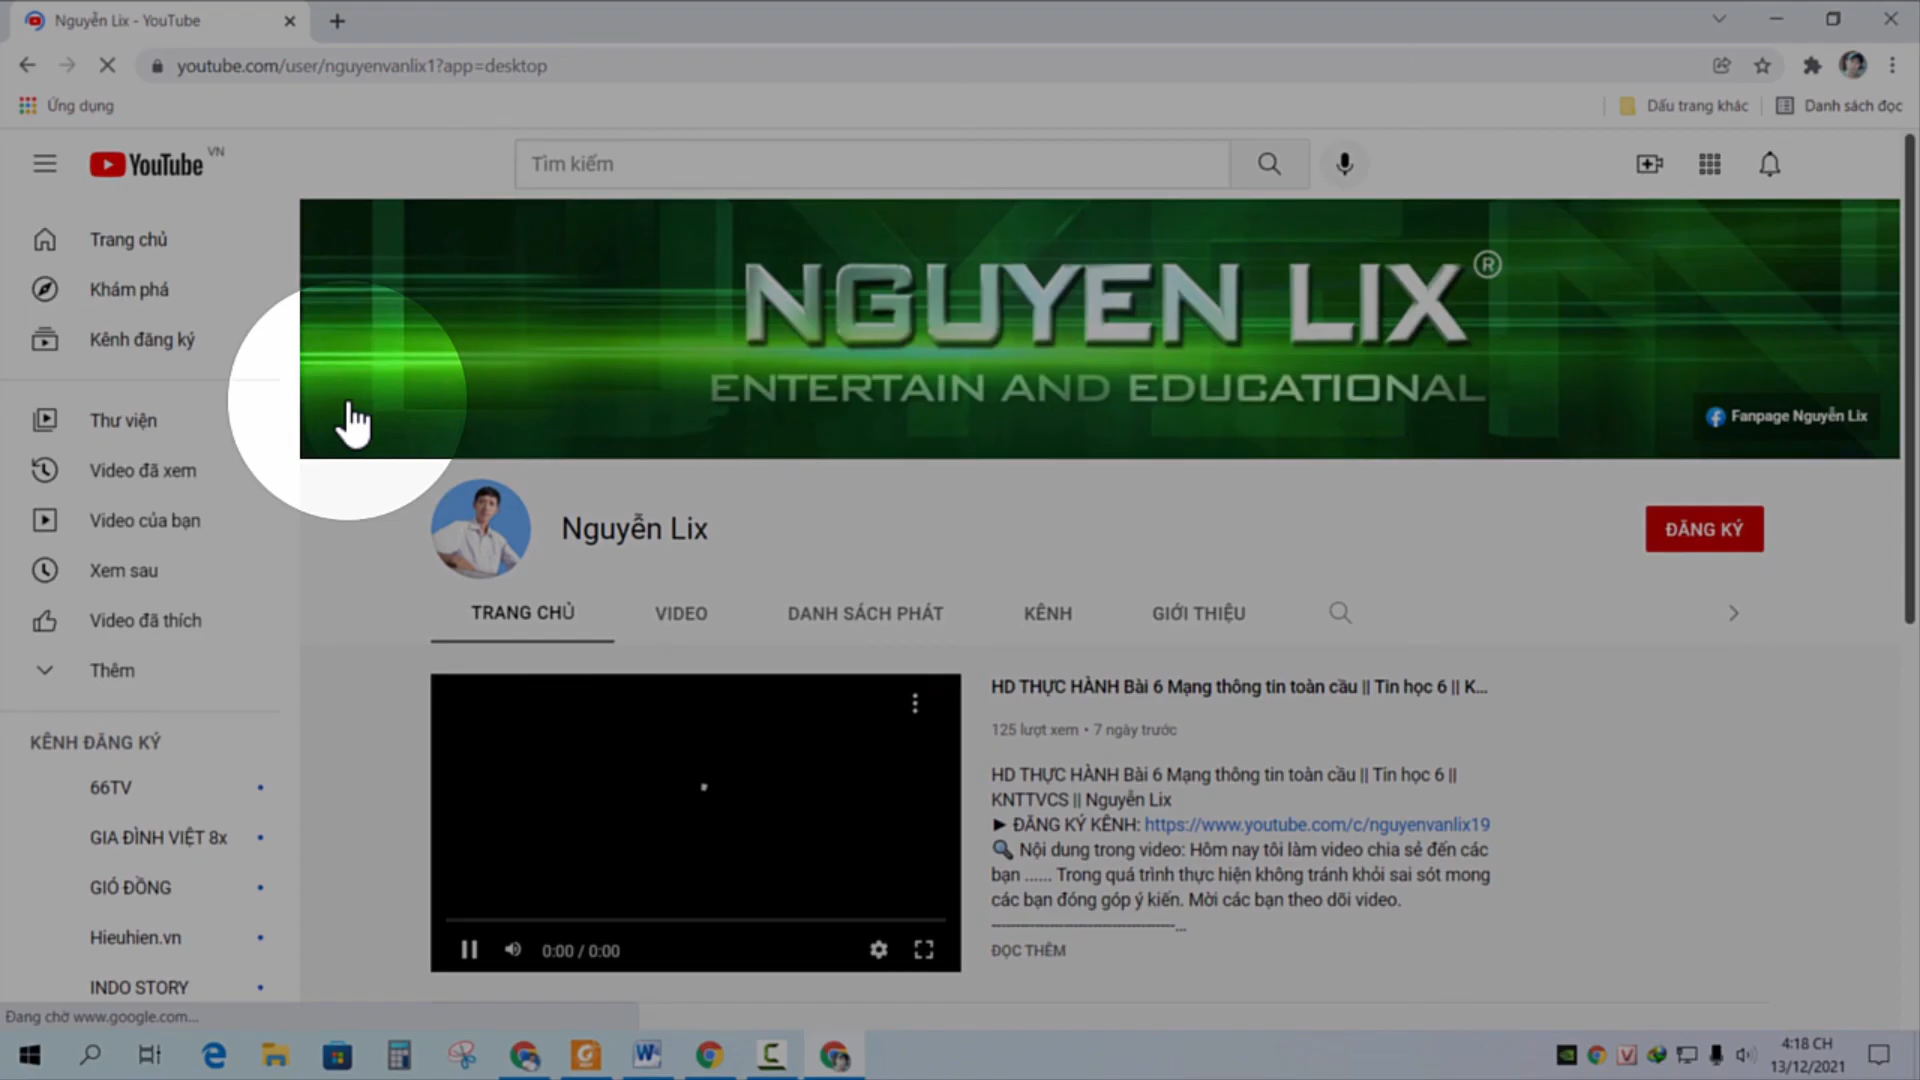 Nguyễn Lix - YouTube
youtube.com/user/nguyenvanlix1?app=desktop
Ứng dụng
Dấu trang khác
Danh sách đọc
YouTube VN
Tìm kiếm
Trang chủ
Khám phá
Kênh đăng ký
Thư viện
Video đã xem
Video của bạn
Xem sau
Video đã thích
Thêm
KÊNH ĐĂNG KÝ
66TV
GIA ĐÌNH VIỆT 8x
GIÓ ĐỒNG
Hieuhien.vn
INDO STORY
Đang chờ www.google.com...
NGUYEN LIX®
ENTERTAIN AND EDUCATIONAL
Fanpage Nguyễn Lix
Nguyễn Lix
ĐĂNG KÝ
TRANG CHỦ
VIDEO
DANH SÁCH PHÁT
KÊNH
GIỚI THIỆU
0:00 / 0:00
HD THỰC HÀNH Bài 6 Mạng thông tin toàn cầu || Tin học 6 || K...
125 lượt xem • 7 ngày trước
HD THỰC HÀNH Bài 6 Mạng thông tin toàn cầu || Tin học 6 ||
KNTTVCS || Nguyễn Lix
► ĐĂNG KÝ KÊNH: https://www.youtube.com/c/nguyenvanlix19
🔍 Nội dung trong video: Hôm nay tôi làm video chia sẻ đến các
bạn ...... Trong quá trình thực hiện không tránh khỏi sai sót mong
các bạn đóng góp ý kiến. Mời các bạn theo dõi video.
----------------------------------------...
ĐỌC THÊM
4:18 CH
13/12/2021